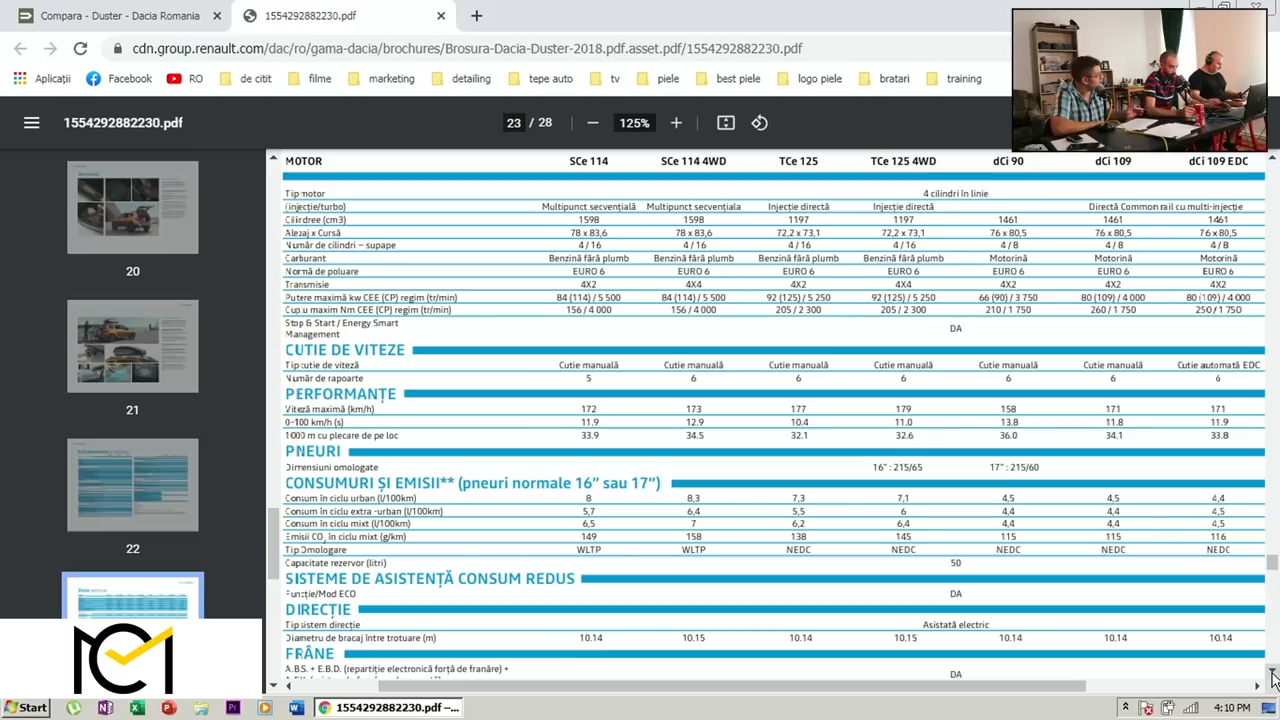 Compara - Duster - Dacia Romania
1554292882230.pdf
cdn.group.renault.com/dac/ro/gama-dacia/brochures/Brosura-Dacia-Duster-2018.pdf.asset.pdf/1554292882230.pdf
Aplicații Facebook RO de citit filme marketing detailing tepe auto tv piele best piele logo piele bratari training
1554292882230.pdf 23 / 28 125%
20
21
22
MOTOR SCe 114 SCe 114 4WD TCe 125 TCe 125 4WD dCi 90 dCi 109 dCi 109 EDC
Tip motor 4 cilindri în linie
(injecție/turbo) Multipunct secvențială Multipunct secvențiala Injecție directă Injecție directă Directă Common rail cu multi-injecție
Cilindree (cm3) 1598 1598 1197 1197 1461 1461 1461
Alezaj x Cursă 78 x 83,6 78 x 83,6 72,2 x 73,1 72,2 x 73,1 76 x 80,5 76 x 80,5 76 x 80,5
Număr de cilindri – supape 4 / 16 4 / 16 4 / 16 4 / 16 4 / 8 4 / 8 4 / 8
Carburant Benzină fără plumb Benzină fără plumb Benzină fără plumb Benzină fără plumb Motorină Motorină Motorină
Normă de poluare EURO 6 EURO 6 EURO 6 EURO 6 EURO 6 EURO 6 EURO 6
Transmisie 4X2 4X4 4X2 4X4 4X2 4X2 4X2
Putere maximă kw CEE (CP) regim (tr/min) 84 (114) / 5 500 84 (114) / 5 500 92 (125) / 5 250 92 (125) / 5 250 66 (90) / 3 750 80 (109) / 4 000 80 (109) / 4 000
Cuplu maxim Nm CEE (CP) regim (tr/min) 156 / 4 000 156 / 4 000 205 / 2 300 205 / 2 300 210 / 1 750 260 / 1 750 250 / 1 750
Stop & Start / Energy Smart
Management DA
CUTIE DE VITEZE
Tip cutie de viteză Cutie manuală Cutie manuală Cutie manuală Cutie manuală Cutie manuală Cutie manuală Cutie automată EDC
Număr de rapoarte 5 6 6 6 6 6 6
PERFORMANȚE
Viteză maximă (km/h) 172 173 177 179 158 171 171
0-100 km/h (s) 11.9 12.9 10.4 11.0 13.8 11.8 11.9
1000 m cu plecare de pe loc 33.9 34.5 32.1 32.6 36.0 34.1 33.8
PNEURI
Dimensiuni omologate 16" : 215/65 17" : 215/60
CONSUMURI ȘI EMISII** (pneuri normale 16" sau 17")
Consum în ciclu urban (l/100km) 8 8,3 7,3 7,1 4,5 4,5 4,4
Consum în ciclu extra -urban (l/100km) 5,7 6,4 5,5 6 4,4 4,4 4,5
Consum în ciclu mixt (l/100km) 6,5 7 6,2 6,4 4,4 4,4 4,5
Emisii CO2 în ciclu mixt (g/km) 149 158 138 145 115 115 116
Tip Omologare WLTP WLTP NEDC NEDC NEDC NEDC NEDC
Capacitate rezervor (litri) 50
SISTEME DE ASISTENȚĂ CONSUM REDUS
Funcție/Mod ECO DA
DIRECȚIE
Tip sistem direcție Asistată electric
Diametru de bracaj între trotuare (m) 10.14 10.15 10.14 10.15 10.14 10.14 10.14
FRÂNE
A.B.S. + E.B.D. (repartiție electronică forță de franâre) +
DA
Start 1554292882230.pdf –... 4:10 PM